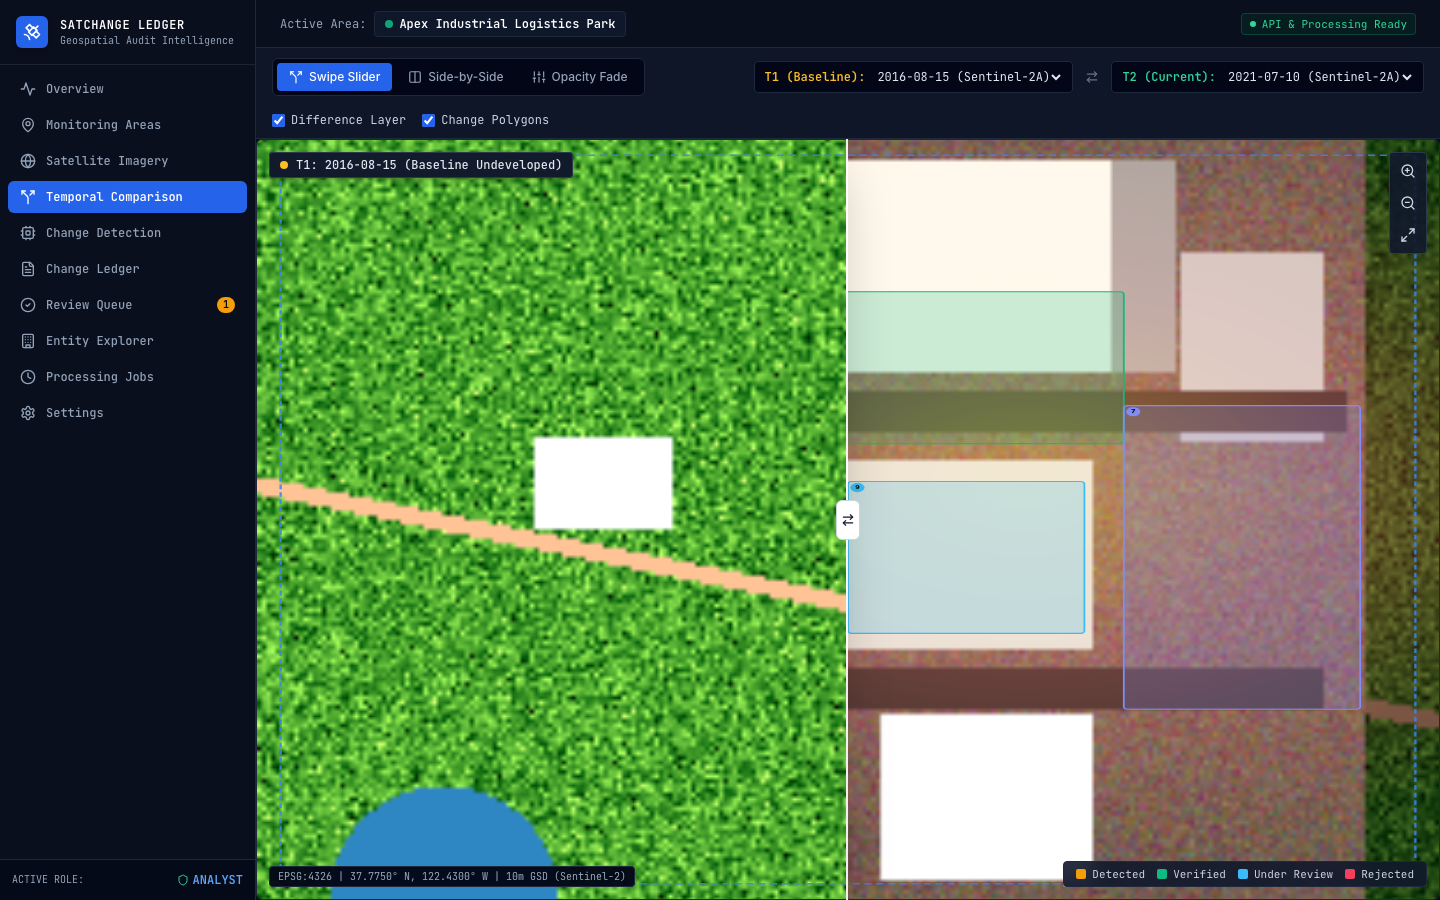 SATCHANGE LEDGER
Geospatial Audit Intelligence
Active Area: Apex Industrial Logistics Park
API & Processing Ready
Swipe Slider
Side-by-Side
Opacity Fade
T1 (Baseline): 2016-08-15 (Sentinel-2A)
T2 (Current): 2021-07-10 (Sentinel-2A)
Difference Layer
Change Polygons
Overview
Monitoring Areas
Satellite Imagery
Temporal Comparison
Change Detection
Change Ledger
Review Queue 1
Entity Explorer
Processing Jobs
Settings
T1: 2016-08-15 (Baseline Undeveloped)
7
9
EPSG:4326 | 37.7750° N, 122.4300° W | 10m GSD (Sentinel-2)
Detected
Verified
Under Review
Rejected
ACTIVE ROLE: ANALYST